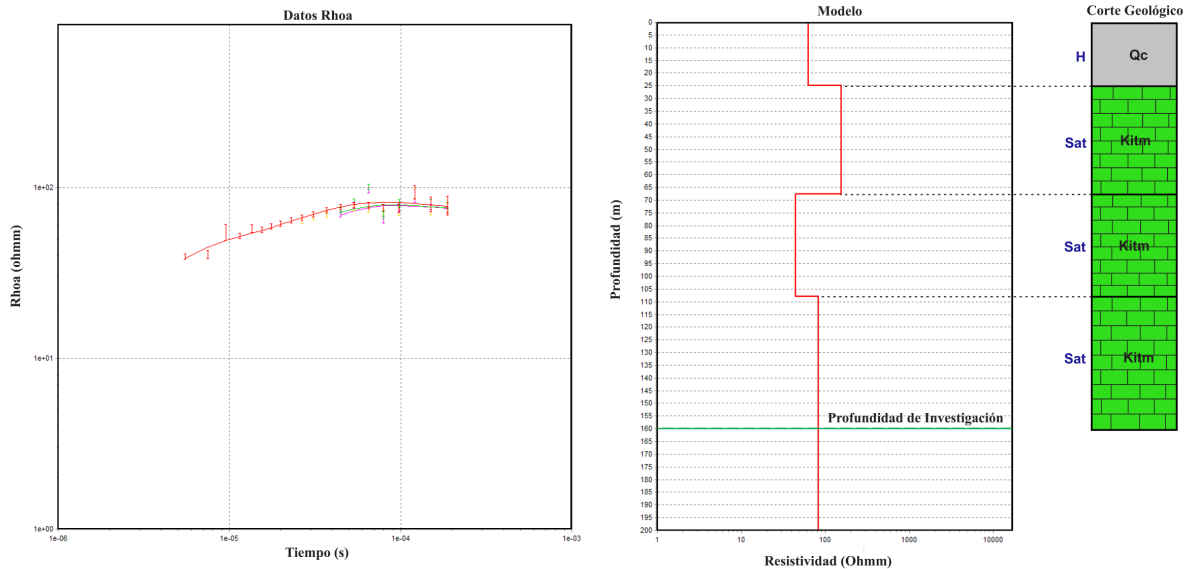 Datos Rhoa
1e+02
1e+01
1e+00
1e-06
1e-05
1e-04
1e-03
Rhoa (ohmm)
Tiempo (s)
Modelo
0
5
10
15
20
25
30
35
40
45
50
55
60
65
70
75
80
85
90
95
100
105
110
115
120
125
130
135
140
145
150
155
160
165
170
175
180
185
190
195
200
Profundidad (m)
Profundidad de Investigación
1
10
100
1000
10000
Resistividad (Ohmm)
Corte Geológico
H
Qc
Sat
Kitm
Sat
Kitm
Sat
Kitm